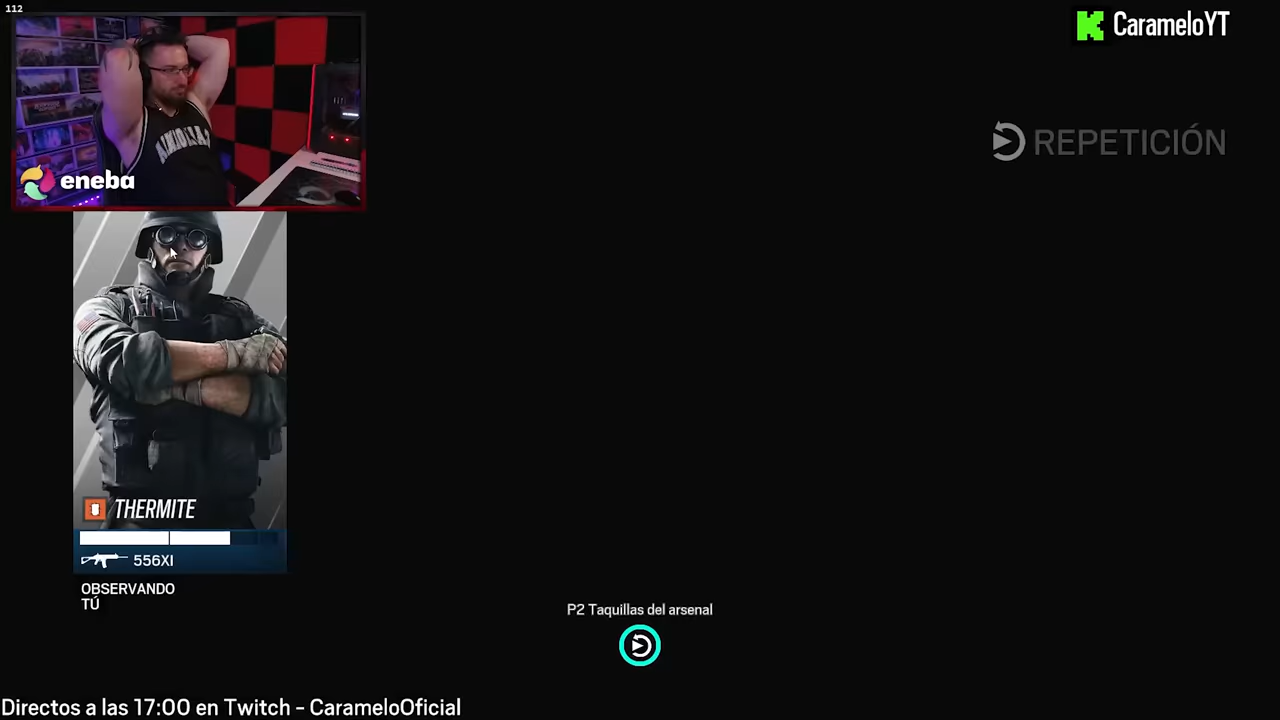 112
CarameloYT
REPETICIÓN
eneba
THERMITE
556XI
OBSERVANDO
TÚ
P2 Taquillas del arsenal
Directos a las 17:00 en Twitch - CarameloOficial